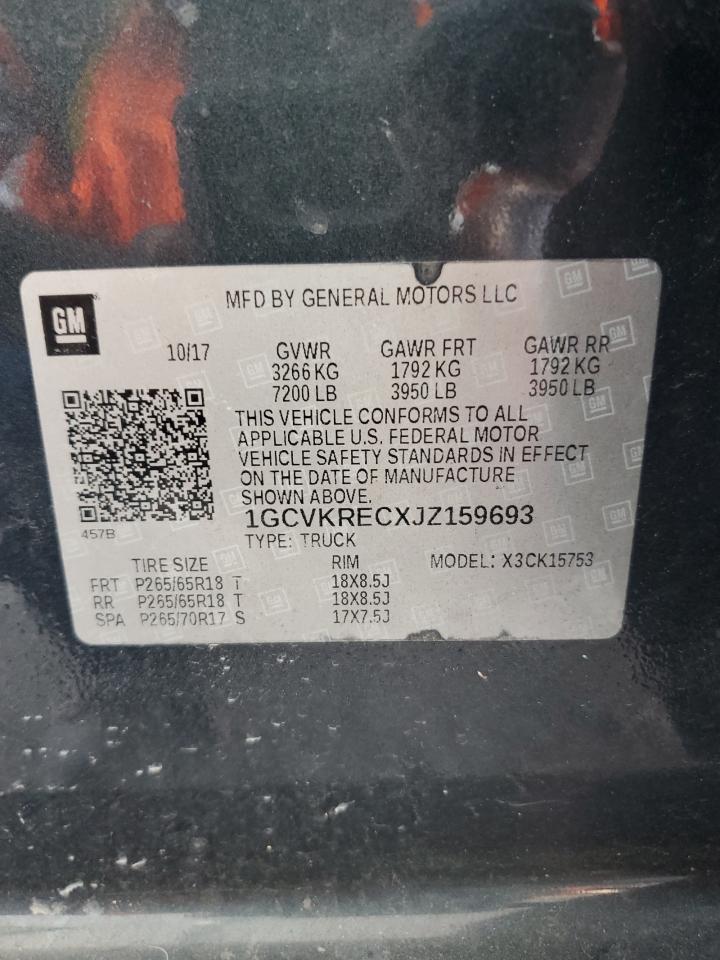 GM
MFD BY GENERAL MOTORS LLC
10/17 GVWR GAWR FRT GAWR RR
3266 KG 1792 KG 1792 KG
7200 LB 3950 LB 3950 LB
THIS VEHICLE CONFORMS TO ALL
APPLICABLE U.S. FEDERAL MOTOR
VEHICLE SAFETY STANDARDS IN EFFECT
ON THE DATE OF MANUFACTURE
SHOWN ABOVE.
1GCVKRECXJZ159693
457B
TYPE: TRUCK
TIRE SIZE RIM MODEL: X3CK15753
FRT P265/65R18 T 18X8.5J
RR P265/65R18 T 18X8.5J
SPA P265/70R17 S 17X7.5J